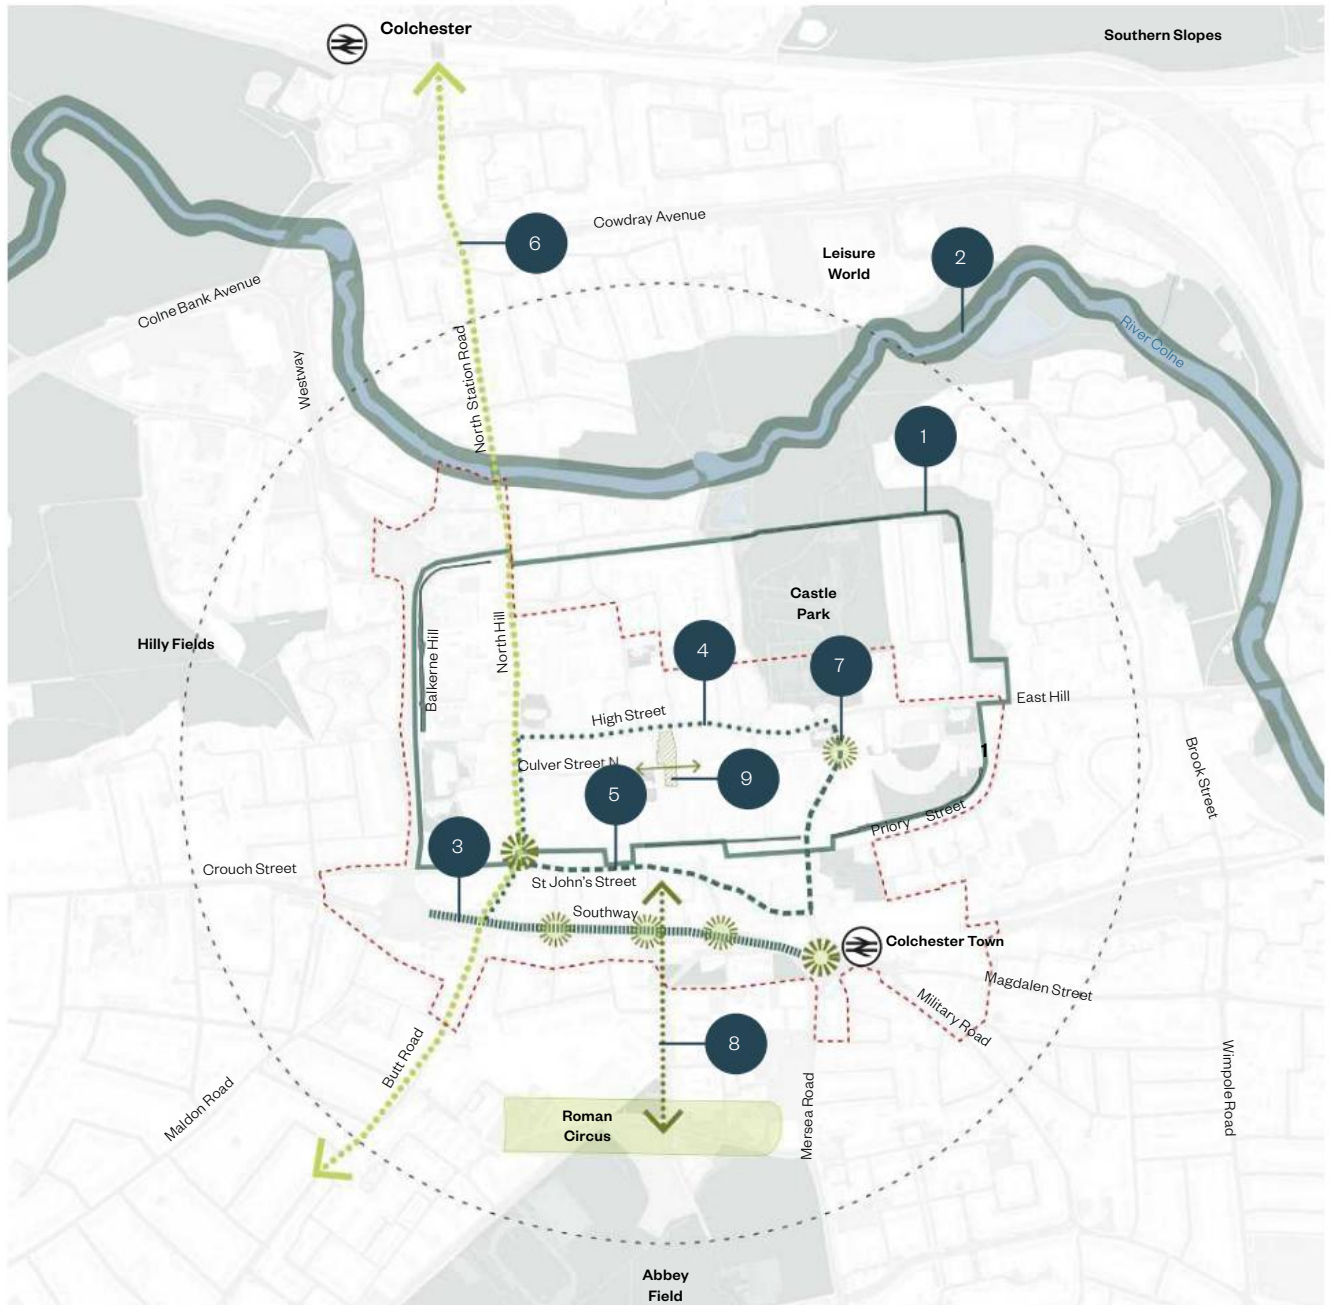 Colchester
Southern Slopes
6
Cowdray Avenue
Leisure
World
2
Colne Bank Avenue
River Colne
Westway
North Station Road
1
Castle
Park
Hilly Fields
Balkerne Hill
North Hill
4
7
East Hill
High Street
1
Culver Street N
9
5
Brook Street
Priory Street
3
Crouch Street
St John's Street
Southway
Colchester Town
Magdalen Street
Military Road
8
Butt Road
Maldon Road
Mersea Road
Wimpole Road
Roman
Circus
Abbey
Field